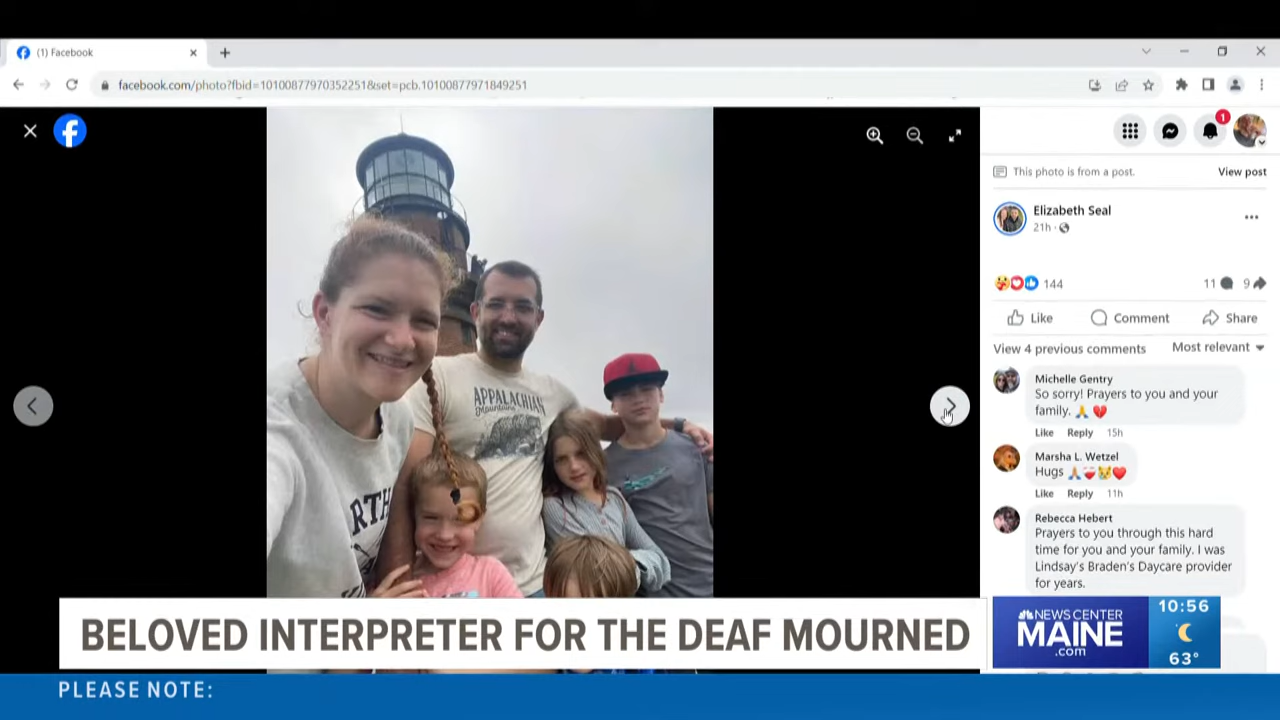 (1) Facebook
facebook.com/photo?fbid=10100877970352251&set=pcb.10100877971849251
1
This photo is from a post.
View post
Elizabeth Seal
21h
144
11
9
Like
Comment
Share
View 4 previous comments
Most relevant
Michelle Gentry
So sorry! Prayers to you and your
family. 🙏 💔
Like Reply 15h
Marsha L. Wetzel
Hugs
Like Reply 11h
Rebecca Hebert
Prayers to you through this hard
time for you and your family. I was
Lindsay's Braden's Daycare provider
for years.
APPALACHIAN
Mountains
RTH
BELOVED INTERPRETER FOR THE DEAF MOURNED
NEWS CENTER
MAINE
.com
10:56
63°
PLEASE NOTE: